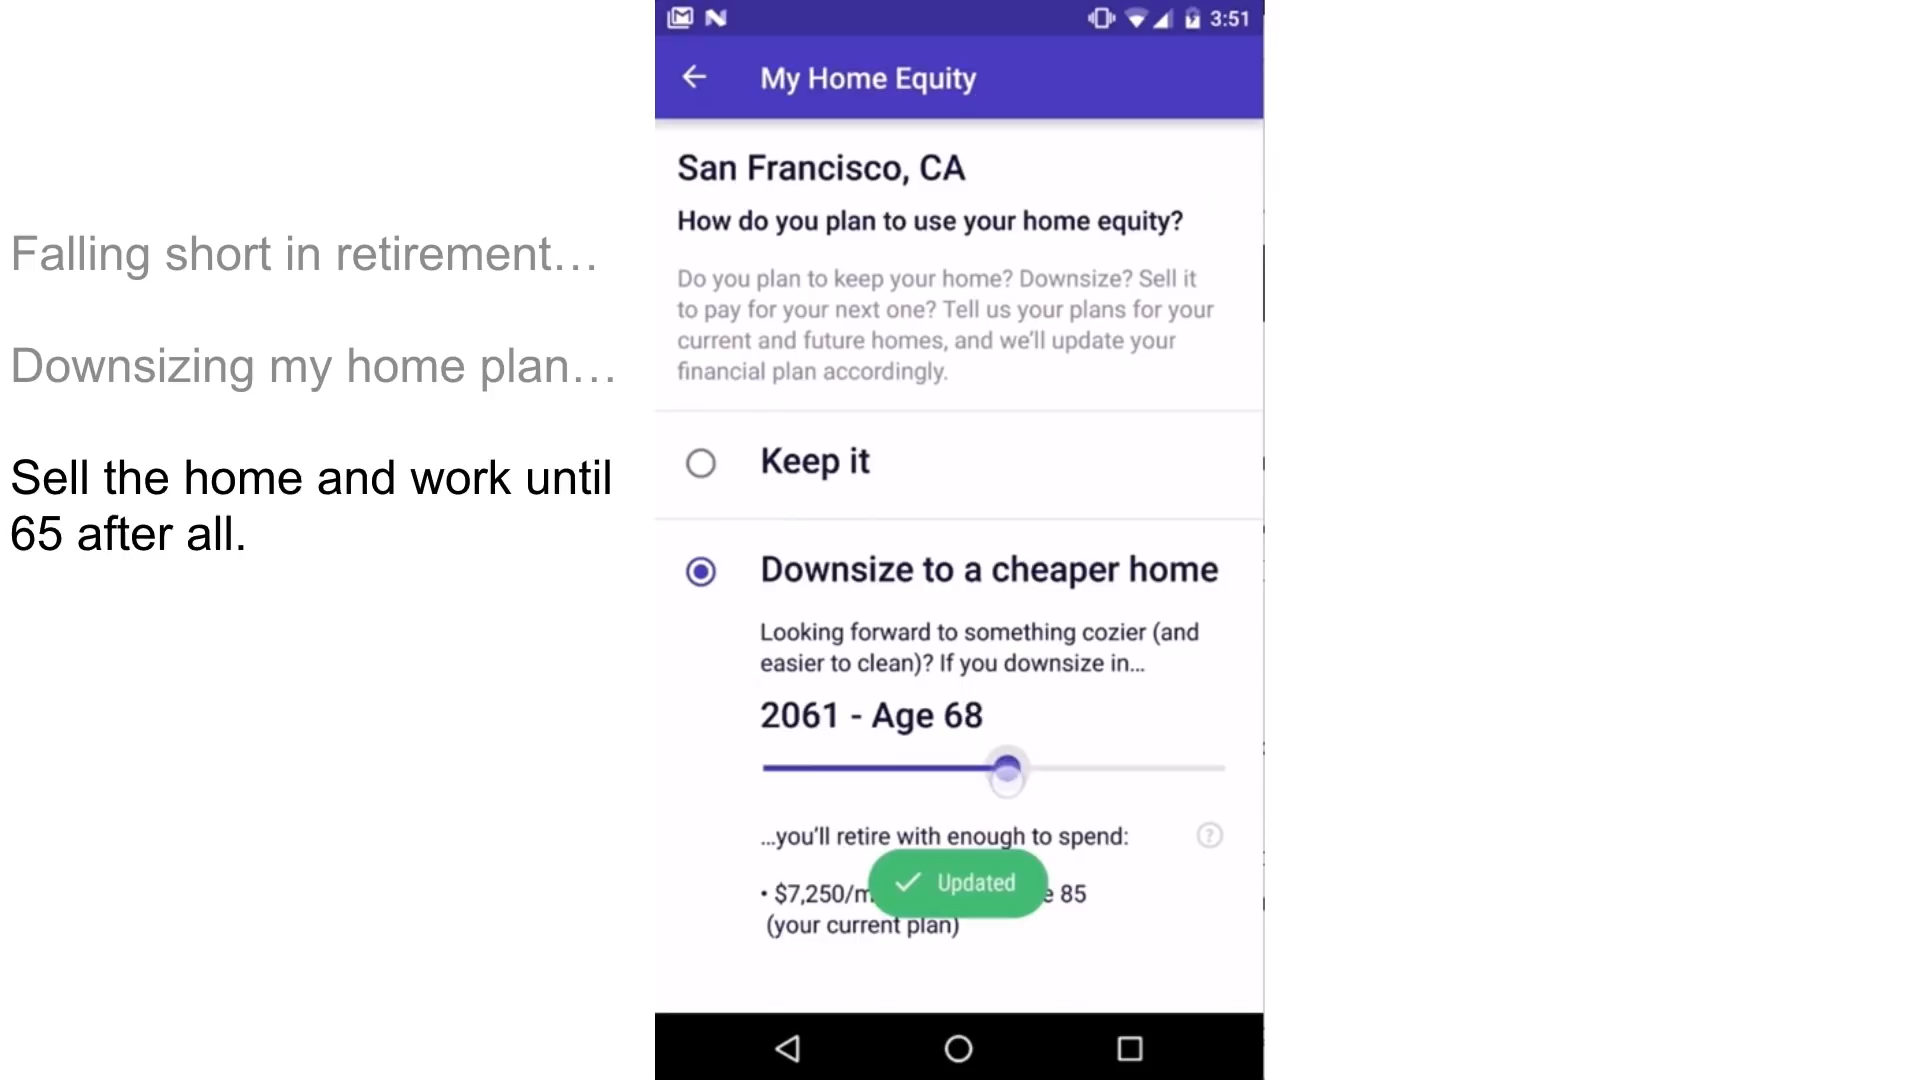 Falling short in retirement…
Downsizing my home plan…
Sell the home and work until
65 after all.
3:51
My Home Equity
San Francisco, CA
How do you plan to use your home equity?
Do you plan to keep your home? Downsize? Sell it
to pay for your next one? Tell us your plans for your
current and future homes, and we'll update your
financial plan accordingly.
Keep it
Downsize to a cheaper home
Looking forward to something cozier (and
easier to clean)? If you downsize in…
2061 - Age 68
…you'll retire with enough to spend:
?
• $7,250/ 85
Updated
(your current plan)